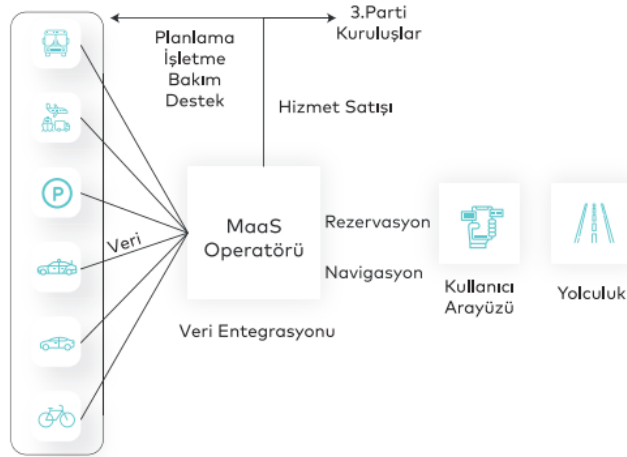 3.Parti
Kuruluşlar
Planlama
İşletme
Bakım
Destek
Hizmet Satışı
P
Veri
MaaS
Operatörü
Rezervasyon
Navigasyon
Veri Entegrasyonu
Kullanıcı
Arayüzü
Yolculuk